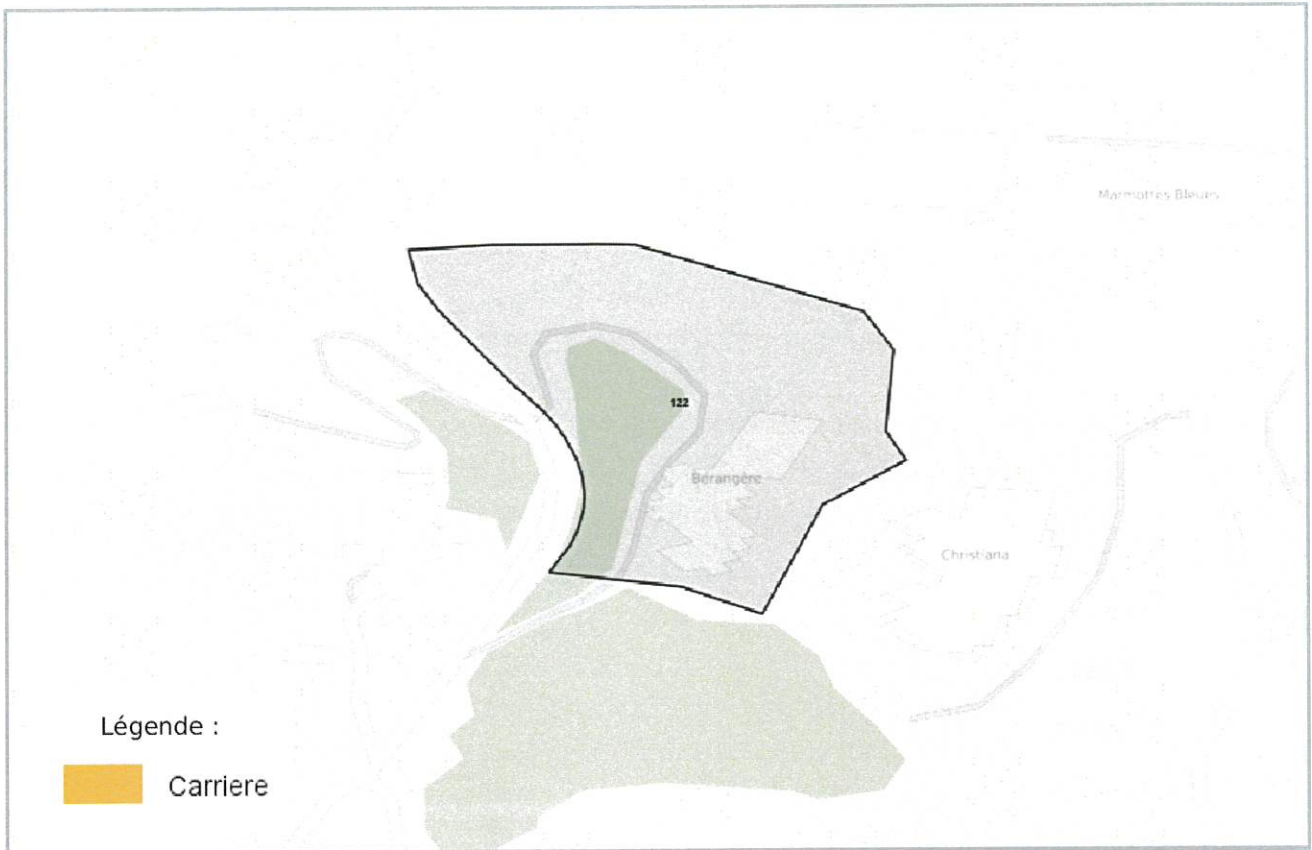 Marmottes Bleues
122
Bérangère
Christiana
Légende :
Carriere